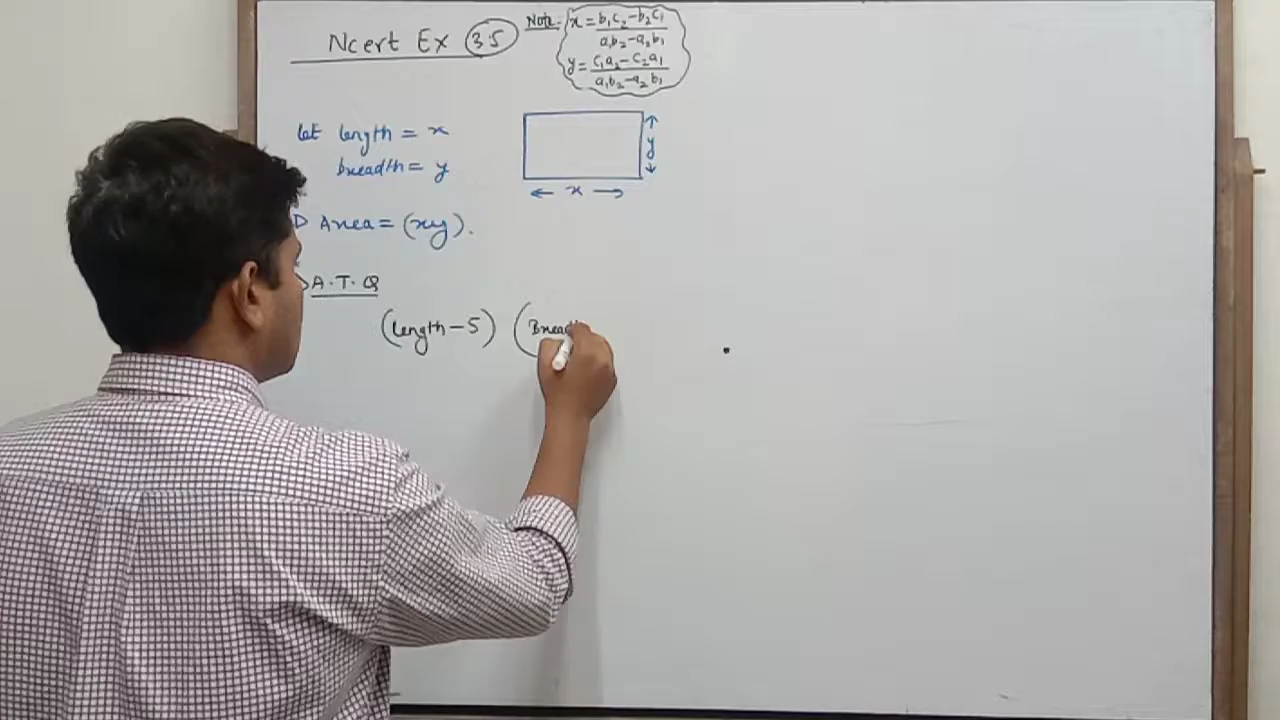 Ncert Ex 3.5
Note:- x = b₁c₂-b₂c₁
a₁b₂-a₂b₁
y = c₁a₂-c₂a₁
a₁b₂-a₂b₁
Let length = x
breadth = y
y
x
Area = (xy).
A.T.Q
(Length - 5) (Bread